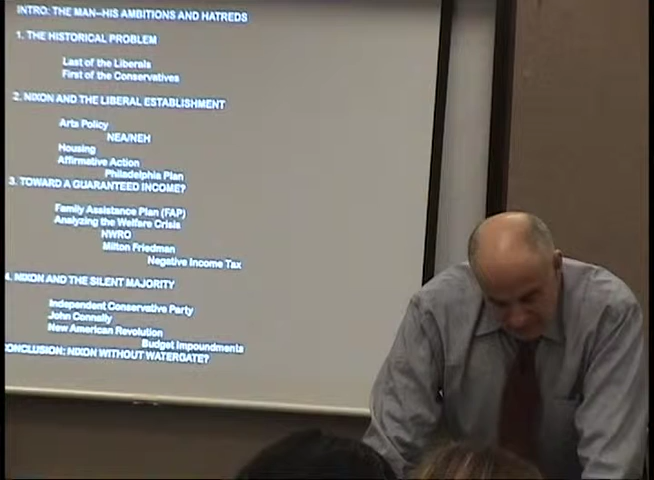 INTRO: THE MAN--HIS AMBITIONS AND HATREDS
1. THE HISTORICAL PROBLEM
Last of the Liberals
First of the Conservatives
2. NIXON AND THE LIBERAL ESTABLISHMENT
Arts Policy
NEA/NEH
Housing
Affirmative Action
Philadelphia Plan
3. TOWARD A GUARANTEED INCOME?
Family Assistance Plan (FAP)
Analyzing the Welfare Crisis
NWRO
Milton Friedman
Negative Income Tax
4. NIXON AND THE SILENT MAJORITY
Independent Conservative Party
John Connally
New American Revolution
Budget Impoundments
CONCLUSION: NIXON WITHOUT WATERGATE?